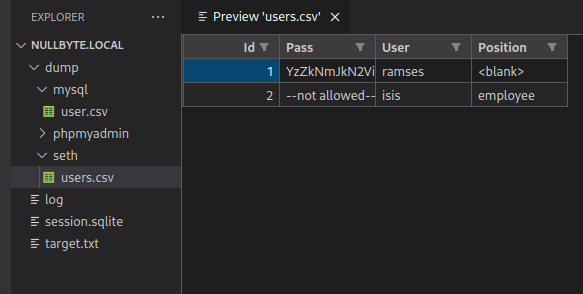 EXPLORER
NULLBYTE.LOCAL
dump
mysql
user.csv
phpmyadmin
seth
users.csv
log
session.sqlite
target.txt
Preview 'users.csv'
Id Pass User Position
1 YzZkNmJkN2Vi ramses <blank>
2 --not allowed-- isis employee